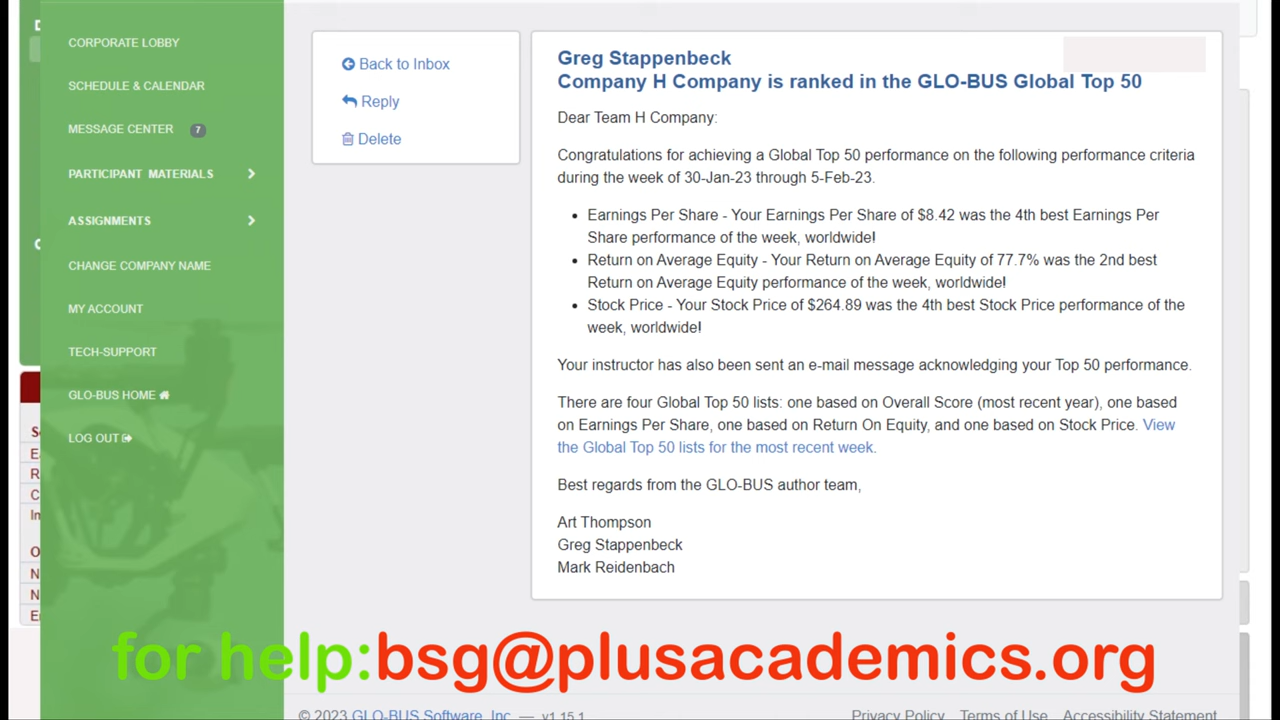 CORPORATE LOBBY
SCHEDULE & CALENDAR
MESSAGE CENTER 7
PARTICIPANT MATERIALS
ASSIGNMENTS
CHANGE COMPANY NAME
MY ACCOUNT
TECH-SUPPORT
GLO-BUS HOME
LOG OUT
Back to Inbox
Reply
Delete
Greg Stappenbeck
Company H Company is ranked in the GLO-BUS Global Top 50
Dear Team H Company:
Congratulations for achieving a Global Top 50 performance on the following performance criteria
during the week of 30-Jan-23 through 5-Feb-23.
• Earnings Per Share - Your Earnings Per Share of $8.42 was the 4th best Earnings Per
Share performance of the week, worldwide!
• Return on Average Equity - Your Return on Average Equity of 77.7% was the 2nd best
Return on Average Equity performance of the week, worldwide!
• Stock Price - Your Stock Price of $264.89 was the 4th best Stock Price performance of the
week, worldwide!
Your instructor has also been sent an e-mail message acknowledging your Top 50 performance.
There are four Global Top 50 lists: one based on Overall Score (most recent year), one based
on Earnings Per Share, one based on Return On Equity, and one based on Stock Price. View
the Global Top 50 lists for the most recent week.
Best regards from the GLO-BUS author team,
Art Thompson
Greg Stappenbeck
Mark Reidenbach
for help:bsg@plusacademics.org
© 2023 GLO-BUS Software, Inc. — v1.15.1
Privacy Policy Terms of Use Accessibility Statement